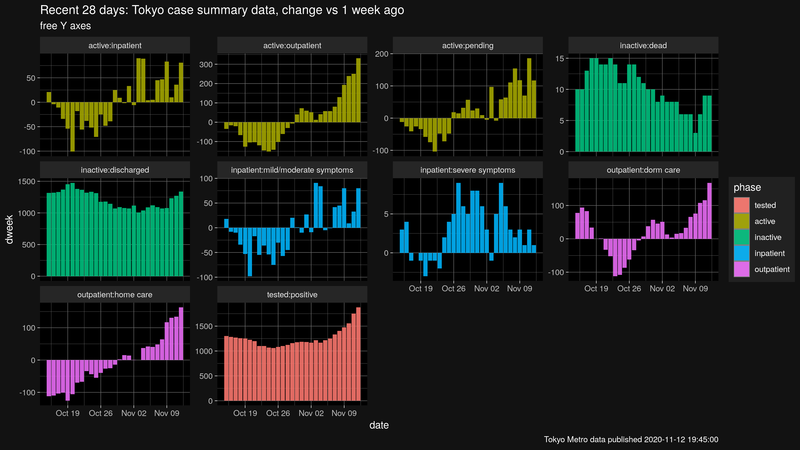 Recent 28 days: Tokyo case summary data, change vs 1 week ago
free Y axes
active:inpatient
active:outpatient
active:pending
inactive:dead
50
0
-50
-100
300
200
100
0
-100
200
100
0
-100
15
10
5
0
inactive:discharged
inpatient:mild/moderate symptoms
inpatient:severe symptoms
outpatient:dorm care
1500
1250
1000
750
500
250
0
100
50
0
-50
-100
5
0
100
0
-100
Oct 19
Oct 26
Nov 02
Nov 09
Oct 19
Oct 26
Nov 02
Nov 09
outpatient:home care
tested:positive
100
0
-100
1500
1000
500
0
Oct 19
Oct 26
Nov 02
Nov 09
Oct 19
Oct 26
Nov 02
Nov 09
dweek
date
phase
tested
active
inactive
inpatient
outpatient
Tokyo Metro data published 2020-11-12 19:45:00